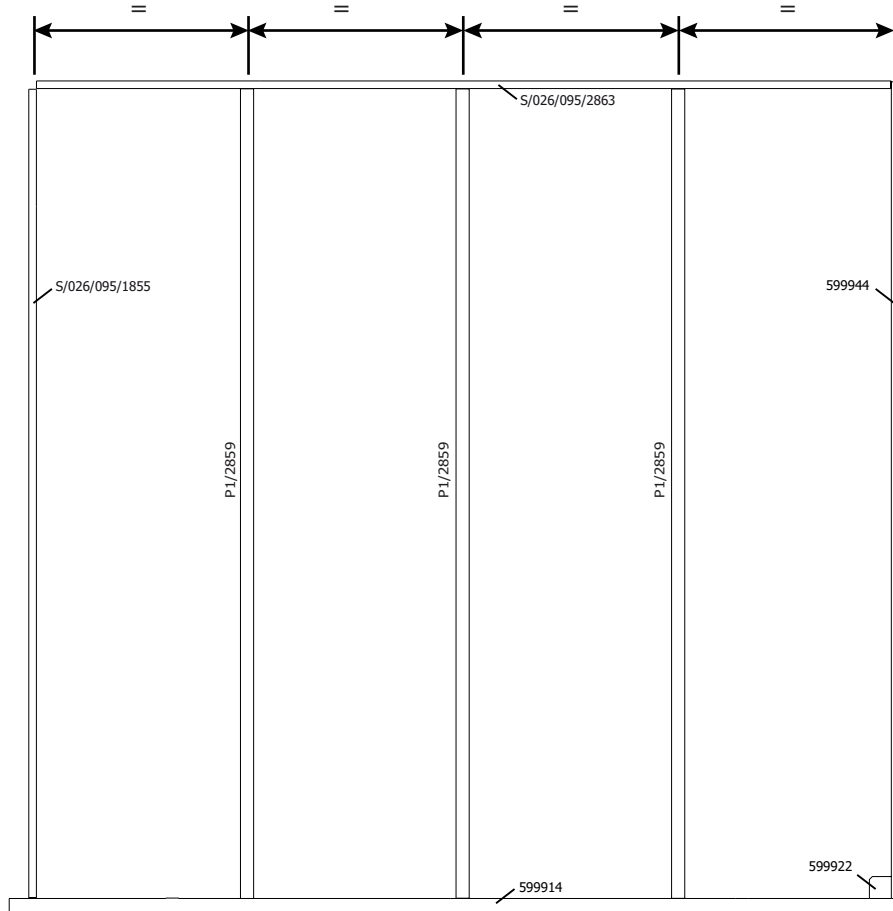 = = = =
S/026/095/2863
S/026/095/1855
599944
P1/2859
P1/2859
P1/2859
599922
599914